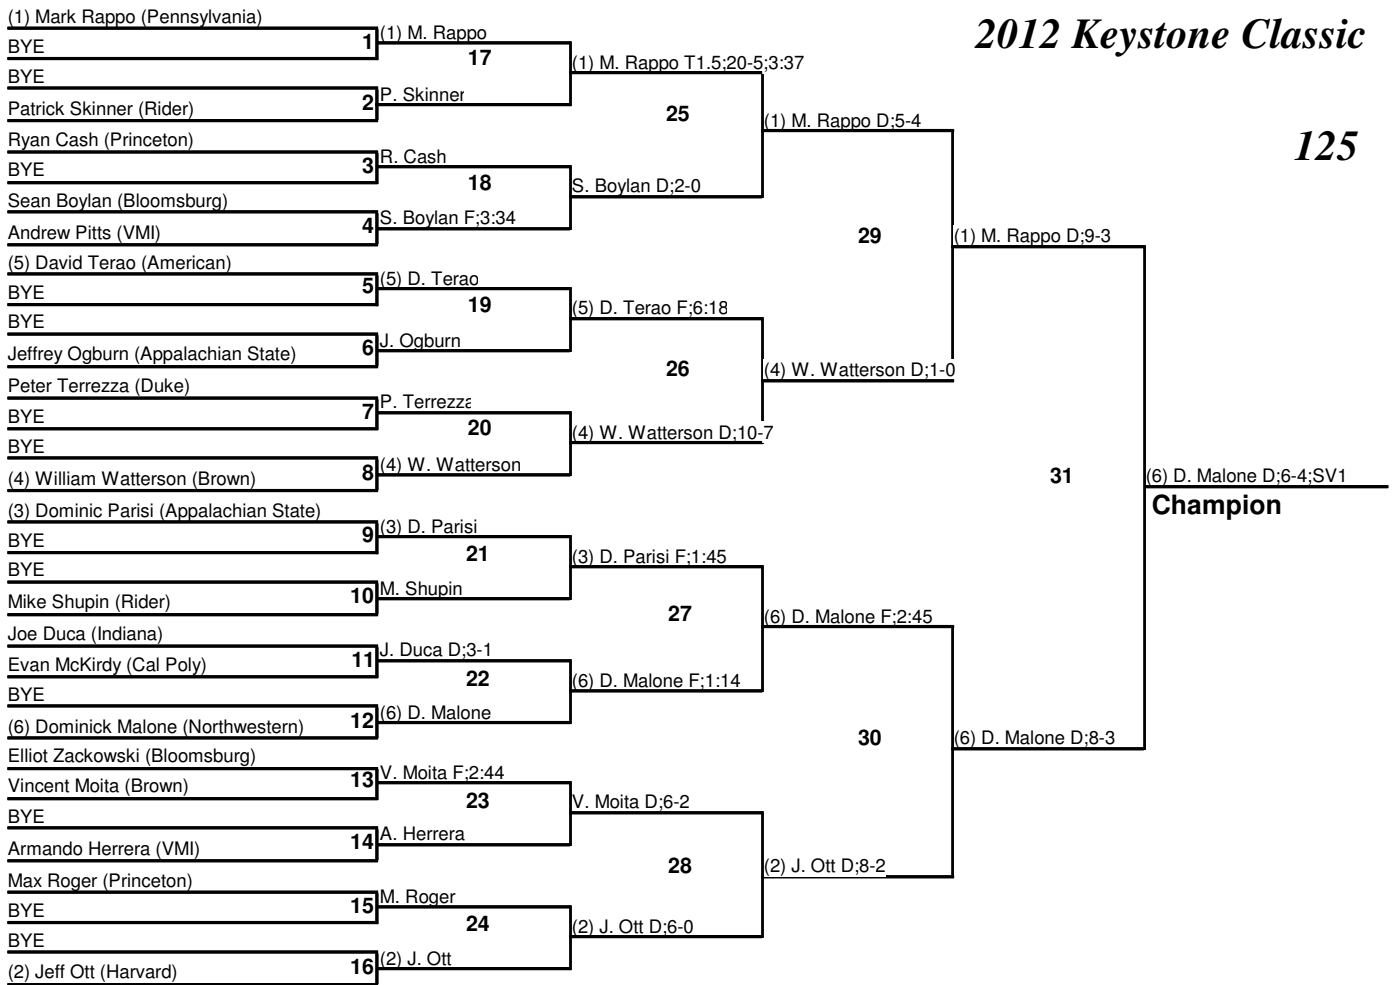 2012 Keystone Classic
125
(1) Mark Rappo (Pennsylvania)
BYE
1
BYE
Patrick Skinner (Rider)
2
Ryan Cash (Princeton)
BYE
3
Sean Boylan (Bloomsburg)
Andrew Pitts (VMI)
4
(5) David Terao (American)
BYE
5
BYE
Jeffrey Ogburn (Appalachian State)
6
Peter Terrezza (Duke)
BYE
7
BYE
(4) William Watterson (Brown)
8
(3) Dominic Parisi (Appalachian State)
BYE
9
BYE
Mike Shupin (Rider)
10
Joe Duca (Indiana)
Evan McKirdy (Cal Poly)
11
BYE
(6) Dominick Malone (Northwestern)
12
Elliot Zackowski (Bloomsburg)
Vincent Moita (Brown)
13
BYE
Armando Herrera (VMI)
14
Max Roger (Princeton)
BYE
15
BYE
(2) Jeff Ott (Harvard)
16
(1) M. Rappo
17
P. Skinner
R. Cash
18
S. Boylan F;3:34
(5) D. Terao
19
J. Ogburn
P. Terrezza
20
(4) W. Watterson
(3) D. Parisi
21
M. Shupin
J. Duca D;3-1
22
(6) D. Malone
V. Moita F;2:44
23
A. Herrera
M. Roger
24
(2) J. Ott
(1) M. Rappo T1.5;20-5;3:37
25
S. Boylan D;2-0
(5) D. Terao F;6:18
26
(4) W. Watterson D;10-7
(3) D. Parisi F;1:45
27
(6) D. Malone F;1:14
V. Moita D;6-2
28
(2) J. Ott D;6-0
(1) M. Rappo D;5-4
29
(4) W. Watterson D;1-0
(6) D. Malone F;2:45
30
(2) J. Ott D;8-2
(1) M. Rappo D;9-3
31
(6) D. Malone D;8-3
(6) D. Malone D;6-4;SV1
Champion